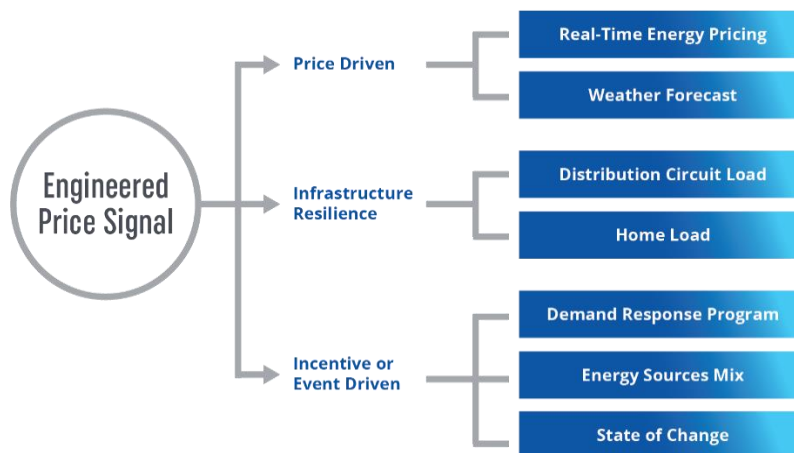 Engineered
Price Signal
Price Driven
Real-Time Energy Pricing
Weather Forecast
Infrastructure
Resilience
Distribution Circuit Load
Home Load
Incentive or
Event Driven
Demand Response Program
Energy Sources Mix
State of Change